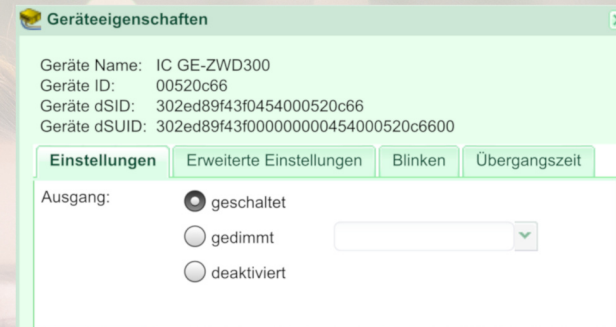 Geräteeigenschaften
Geräte Name: IC GE-ZWD300
Geräte ID: 00520c66
Geräte dSID: 302ed89f43f0454000520c66
Geräte dSUID: 302ed89f43f000000000454000520c6600
Einstellungen Erweiterte Einstellungen Blinken Übergangszeit
Ausgang: geschaltet
gedimmt
deaktiviert